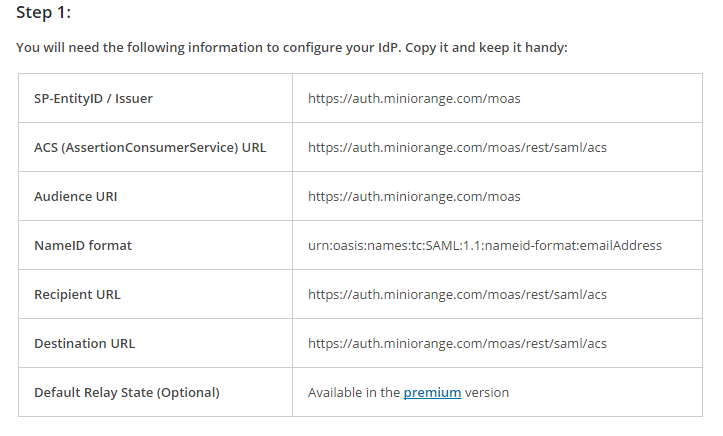 Step 1:
You will need the following information to configure your IdP. Copy it and keep it handy:
SP-EntityID / Issuer https://auth.miniorange.com/moas
ACS (AssertionConsumerService) URL https://auth.miniorange.com/moas/rest/saml/acs
Audience URI https://auth.miniorange.com/moas
NameID format urn:oasis:names:tc:SAML:1.1:nameid-format:emailAddress
Recipient URL https://auth.miniorange.com/moas/rest/saml/acs
Destination URL https://auth.miniorange.com/moas/rest/saml/acs
Default Relay State (Optional) Available in the premium version